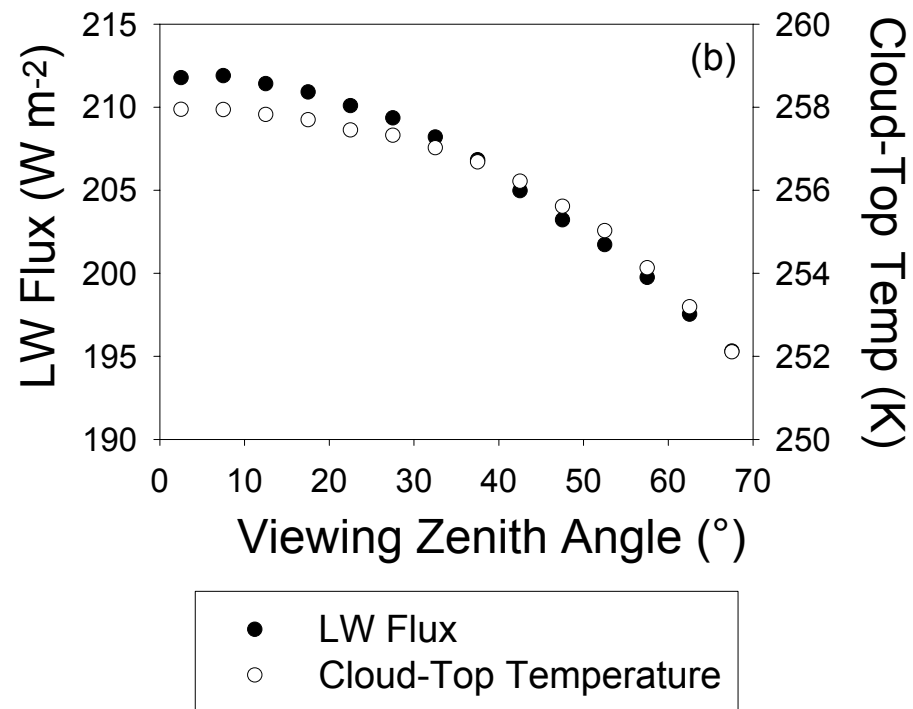 (b)
LW Flux (W m-2)
215
210
205
200
195
190
260
258
256
254
252
250
Cloud-Top Temp (K)
0 10 20 30 40 50 60 70
Viewing Zenith Angle (°)
LW Flux
Cloud-Top Temperature